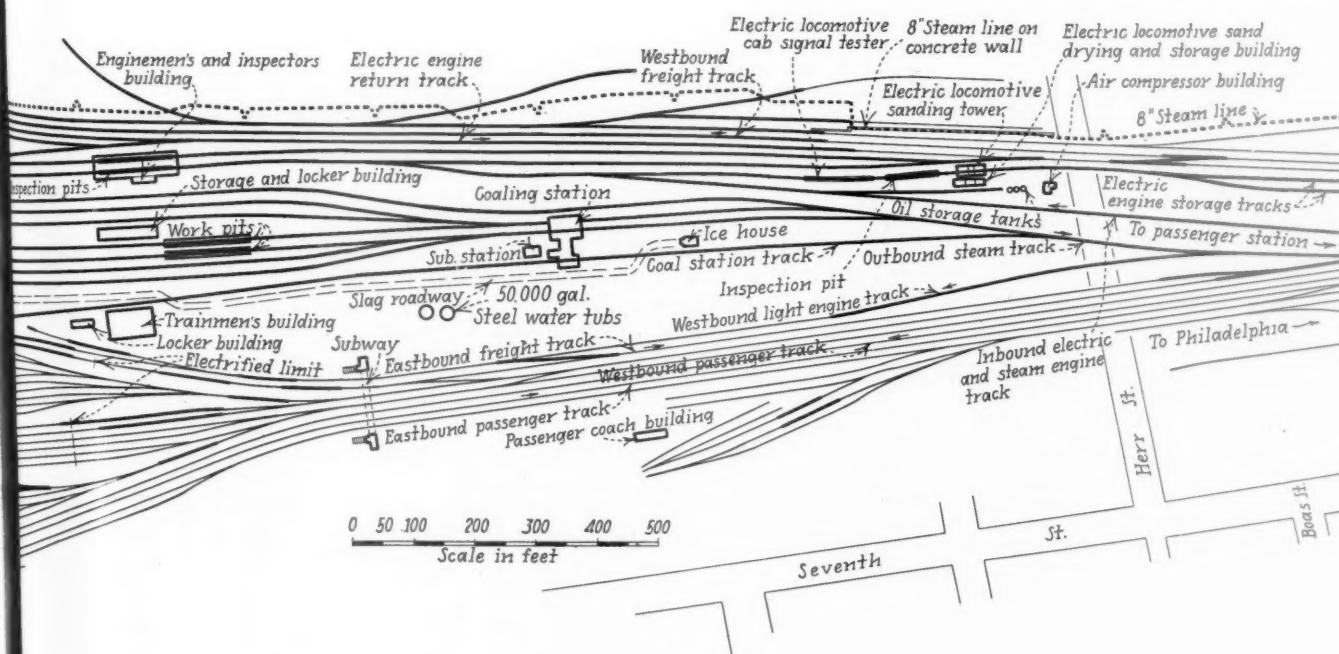 Enginemen's and inspectors
building
Electric engine
return track
Westbound
freight track
Electric locomotive
cab signal tester
8" Steam line on
concrete wall
Electric locomotive sand
drying and storage building
Air compressor building
Electric locomotive
sanding tower
8" Steam line
nspection pits
Storage and locker building
Coaling station
Electric
engine storage tracks
Oil storage tanks
To passenger station
Work pits
Sub. station
Ice house
Coal station track
Outbound steam track
Inspection pit
Slag roadway
50,000 gal.
Steel water tubs
Westbound light engine track
Trainmen's building
Locker building
Electrified limit
Subway
Eastbound freight track
Westbound passenger track
Inbound electric
and steam engine
track
To Philadelphia
Eastbound passenger track
Passenger coach building
Herr St.
Boas St.
0 50 100 200 300 400 500
Scale in feet
Seventh St.